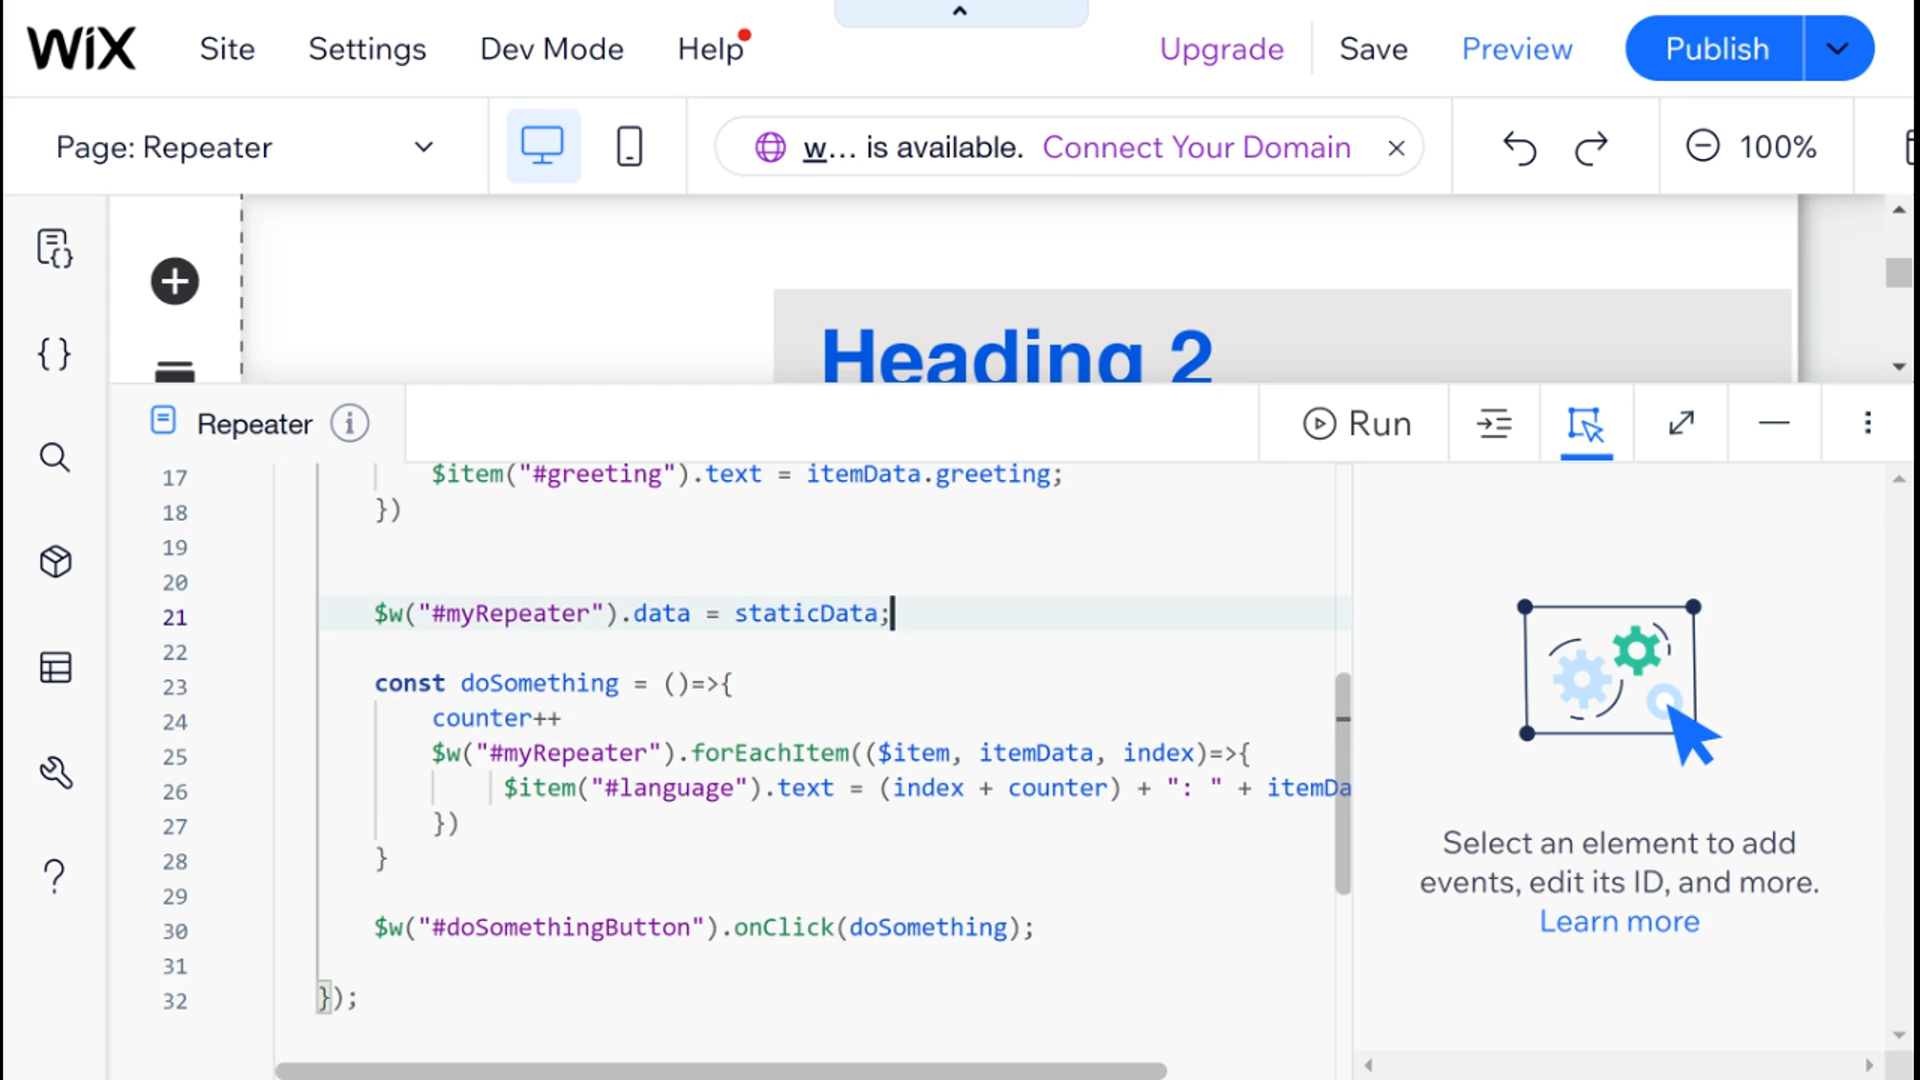 WiX Site Settings Dev Mode Help Upgrade Save Preview Publish
Page: Repeater w... is available. Connect Your Domain 100%
Heading 2
Repeater Run
17 $item("#greeting").text = itemData.greeting;
18 })
19
20
21 $w("#myRepeater").data = staticData;
22
23 const doSomething = ()=>{
24 counter++
25 $w("#myRepeater").forEachItem(($item, itemData, index)=>{
26 $item("#language").text = (index + counter) + ": " + itemDa
27 })
28 }
29
30 $w("#doSomethingButton").onClick(doSomething);
31
32 });
Select an element to add
events, edit its ID, and more.
Learn more